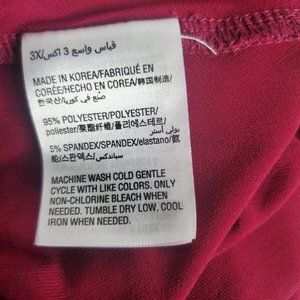 3X/قياس واسع 3 اكس
MADE IN KOREA/FABRIQUÉ EN
CORÉE/HECHO EN COREA/韩国制造/
한국산/صنع في كوريا
95% POLYESTER/POLYESTER/
poliéster/聚酯纤维/폴리에스테르/
بولي أستر
5% SPANDEX/SPANDEX/elastano/氨
纶/스판덱스/سباندكس
MACHINE WASH COLD GENTLE
CYCLE WITH LIKE COLORS. ONLY
NON-CHLORINE BLEACH WHEN
NEEDED. TUMBLE DRY LOW. COOL
IRON WHEN NEEDED.